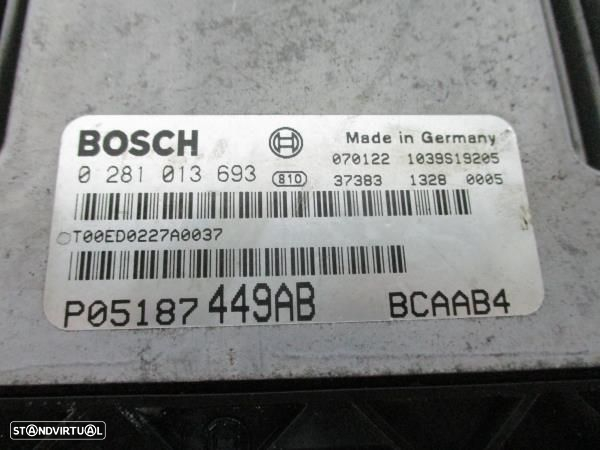 BOSCH
Made in Germany
070122 1039S19205
0 281 013 693 810 37383 1328 0005
T00ED0227A0037
P05187449AB BCAAB4
STANDVIRTUAL